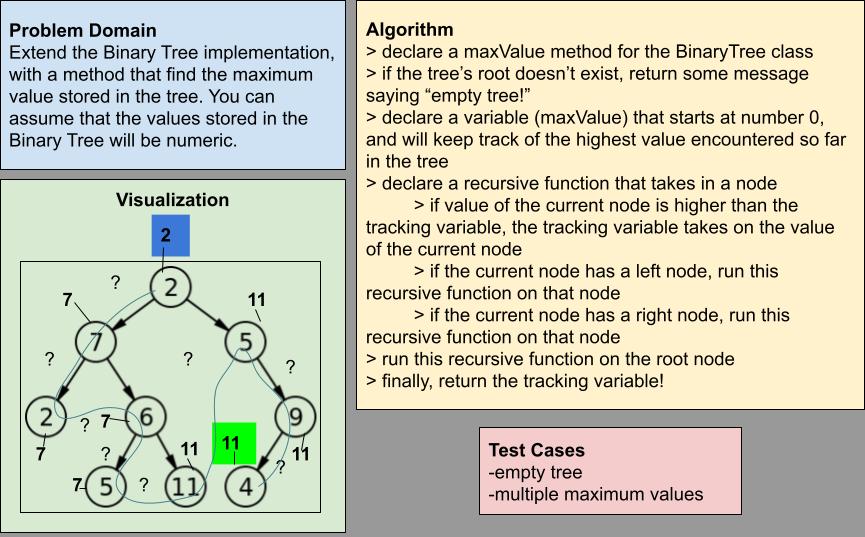 Problem Domain
Extend the Binary Tree implementation,
with a method that find the maximum
value stored in the tree. You can
assume that the values stored in the
Binary Tree will be numeric.
Visualization
2
?
2
7
11
7
5
?
?
?
2
?
7
6
9
7
?
11
11
?
11
7
5
?
11
4
Algorithm
> declare a maxValue method for the BinaryTree class
> if the tree’s root doesn’t exist, return some message
saying “empty tree!”
> declare a variable (maxValue) that starts at number 0,
and will keep track of the highest value encountered so far
in the tree
> declare a recursive function that takes in a node
> if value of the current node is higher than the
tracking variable, the tracking variable takes on the value
of the current node
> if the current node has a left node, run this
recursive function on that node
> if the current node has a right node, run this
recursive function on that node
> run this recursive function on the root node
> finally, return the tracking variable!
Test Cases
-empty tree
-multiple maximum values